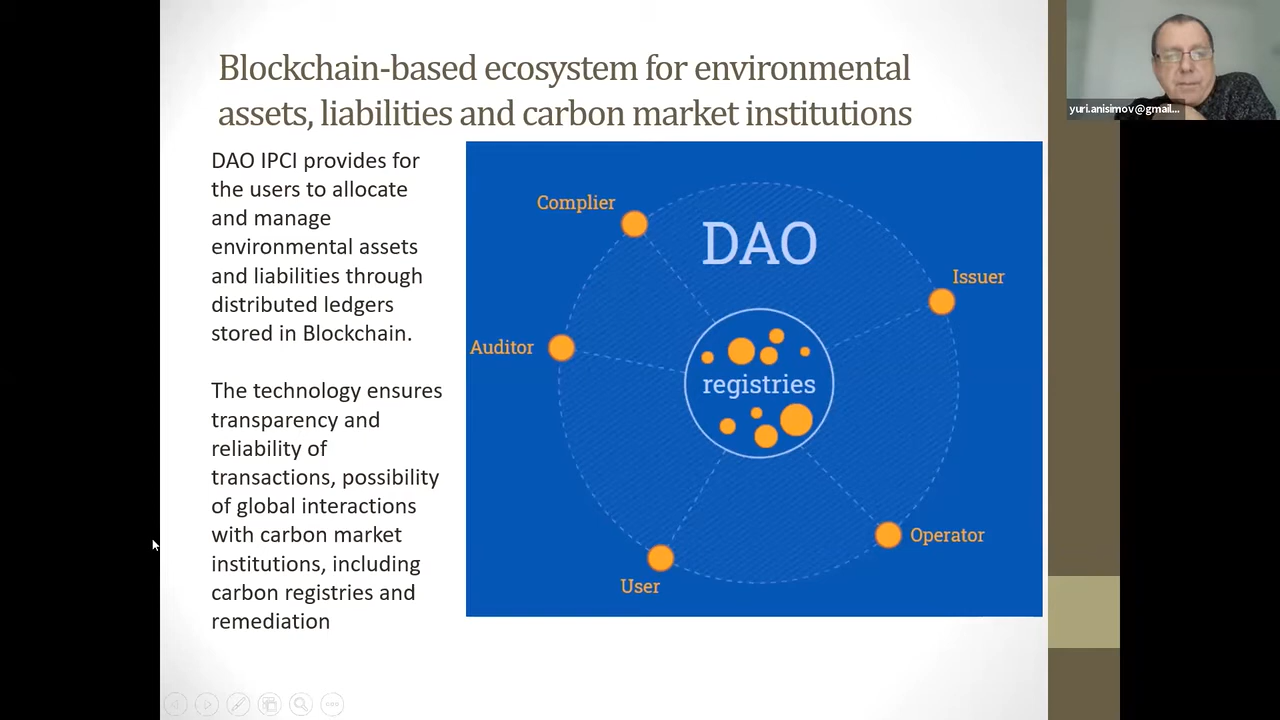 Blockchain-based ecosystem for environmental
assets, liabilities and carbon market institutions
DAO IPCI provides for
the users to allocate
and manage
environmental assets
and liabilities through
distributed ledgers
stored in Blockchain.
The technology ensures
transparency and
reliability of
transactions, possibility
of global interactions
with carbon market
institutions, including
carbon registries and
remediation
Complier
DAO
Issuer
Auditor
registries
Operator
User
yuri.anisimov@gmail...